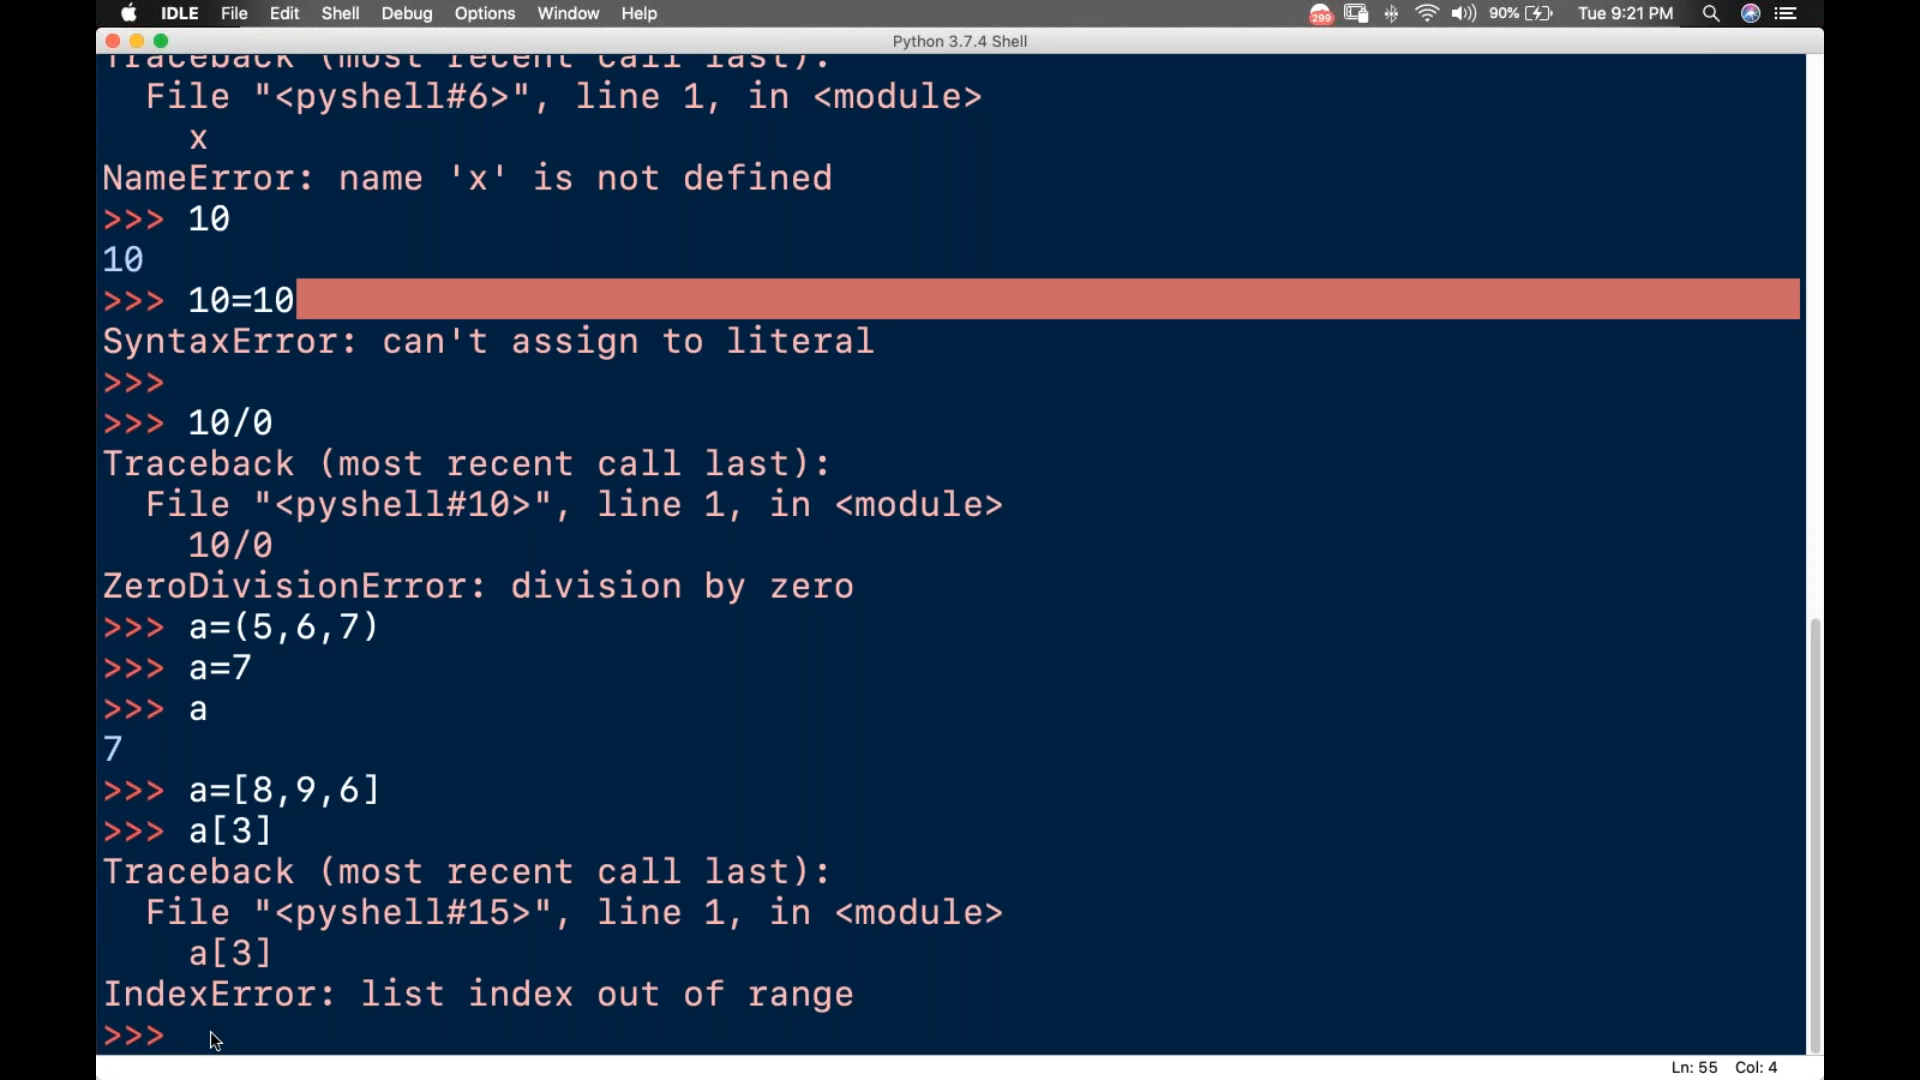 IDLE File Edit Shell Debug Options Window Help 299 90% Tue 9:21 PM
Python 3.7.4 Shell
Traceback (most recent call last):
  File "<pyshell#6>", line 1, in <module>
    x
NameError: name 'x' is not defined
>>> 10
10
>>> 10=10
SyntaxError: can't assign to literal
>>>
>>> 10/0
Traceback (most recent call last):
  File "<pyshell#10>", line 1, in <module>
    10/0
ZeroDivisionError: division by zero
>>> a=(5,6,7)
>>> a=7
>>> a
7
>>> a=[8,9,6]
>>> a[3]
Traceback (most recent call last):
  File "<pyshell#15>", line 1, in <module>
    a[3]
IndexError: list index out of range
>>>
Ln: 55 Col: 4